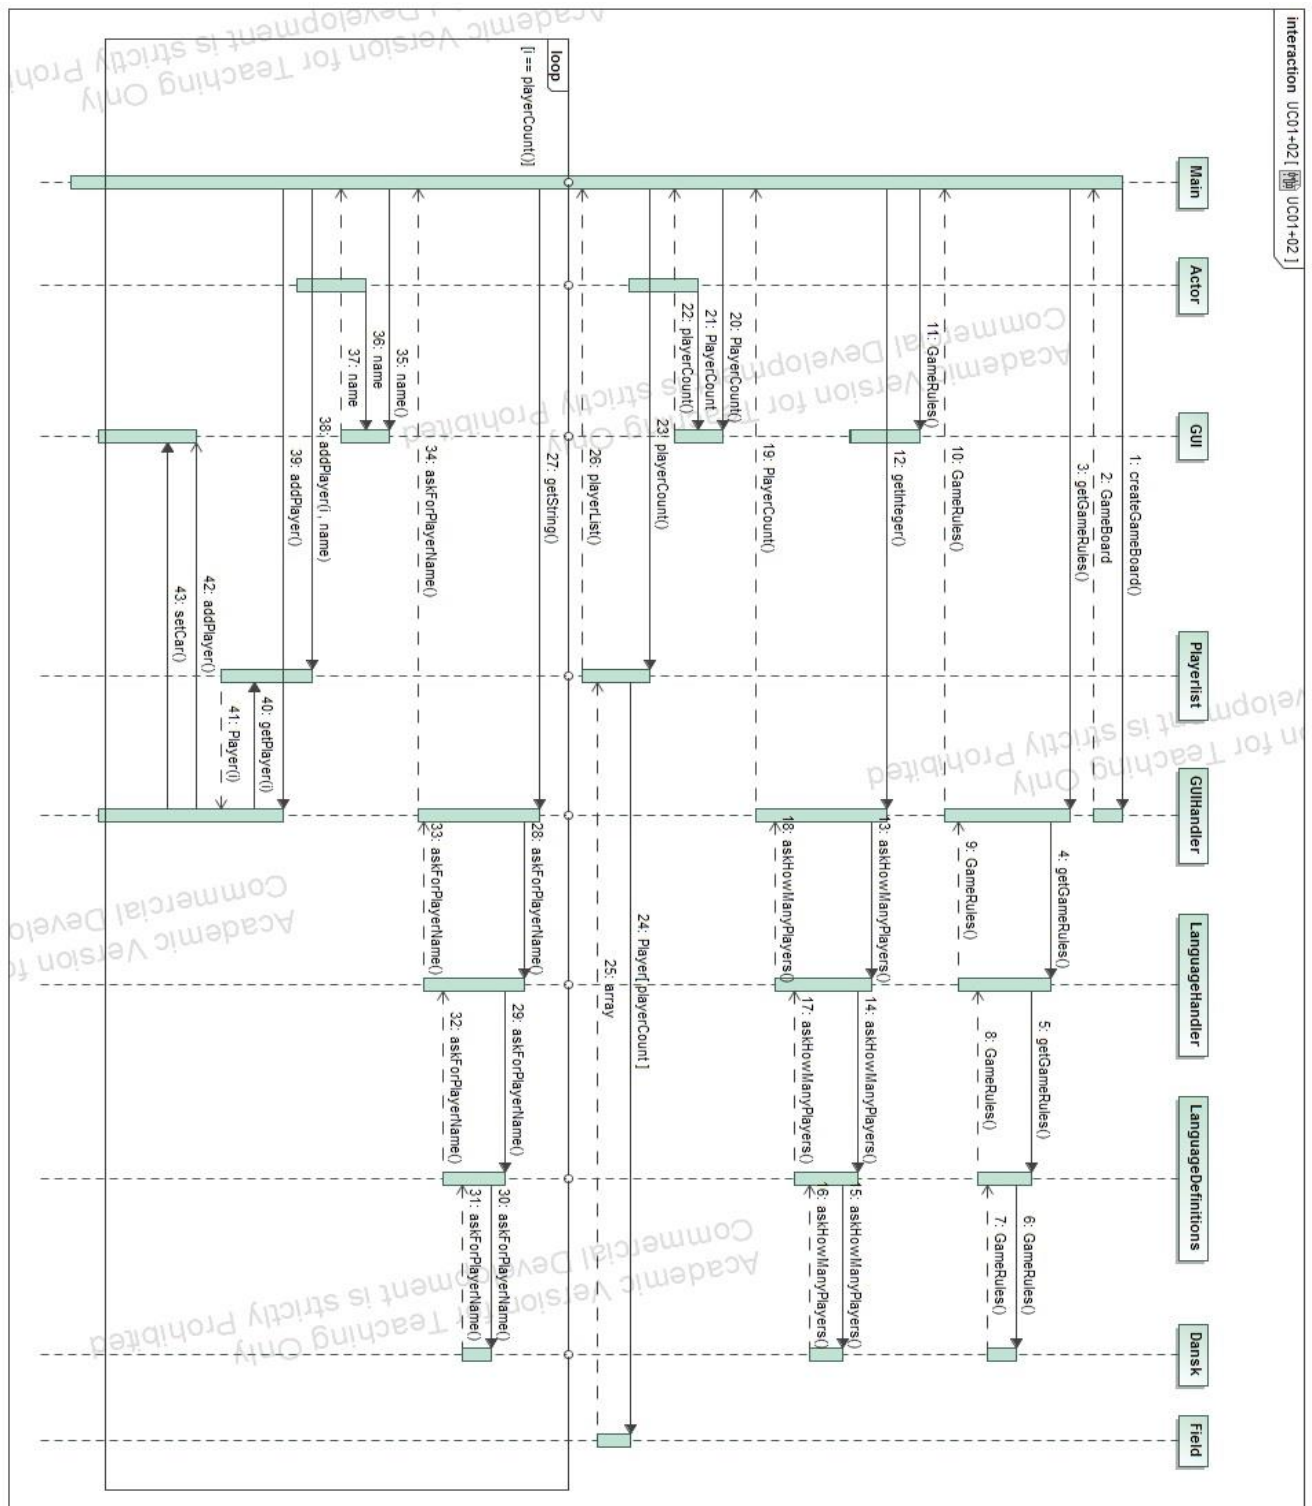 interaction UC01+02 [ UC01+02 ]
Main
Actor
GUI
Playerlist
GUIHandler
LanguageHandler
LanguageDefinitions
Dansk
Field
1: createGameBoard()
2: GameBoard
3: getGameRules()
4: getGameRules()
5: getGameRules()
6: GameRules()
7: GameRules()
8: GameRules()
9: GameRules()
10: GameRules()
11: GameRules()
12: getInteger()
13: askHowManyPlayers()
14: askHowManyPlayers()
15: askHowManyPlayers()
16: askHowManyPlayers()
17: askHowManyPlayers()
18: askHowManyPlayers()
19: PlayerCount()
20: PlayerCount()
21: PlayerCount
22: playerCount()
23: playerCount()
24: Player[ playerCount ]
25: array
26: playerList()
loop
[i == playerCount()]
27: getString()
28: askForPlayerName()
29: askForPlayerName()
30: askForPlayerName()
31: askForPlayerName()
32: askForPlayerName()
33: askForPlayerName()
34: askForPlayerName()
35: name()
36: name
37: name
38: addPlayer(i , name)
39: addPlayer()
40: getPlayer(i)
41: Player(i)
42: addPlayer()
43: setCar()
Academic Version for Teaching Only
Commercial Development is strictly Prohibited